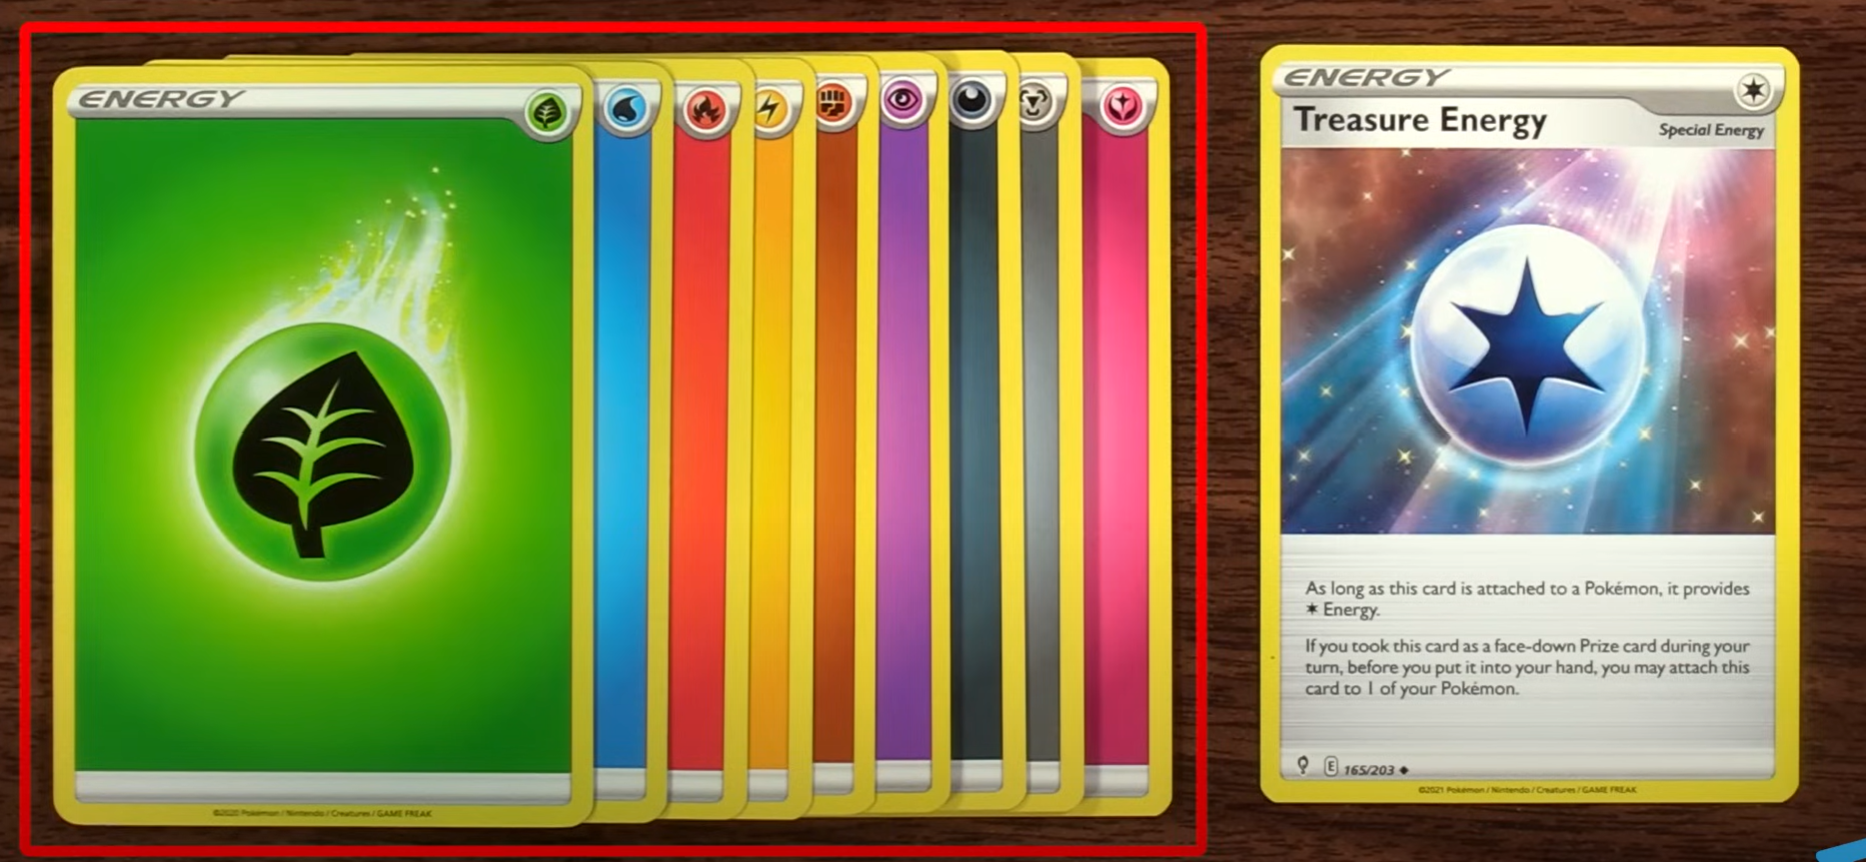 ENERGY
©2020 Pokémon / Nintendo / Creatures / GAME FREAK
ENERGY
Treasure Energy
Special Energy
As long as this card is attached to a Pokémon, it provides
✶ Energy.
If you took this card as a face-down Prize card during your
turn, before you put it into your hand, you may attach this
card to 1 of your Pokémon.
E 165/203 ◆
©2021 Pokémon / Nintendo / Creatures / GAME FREAK